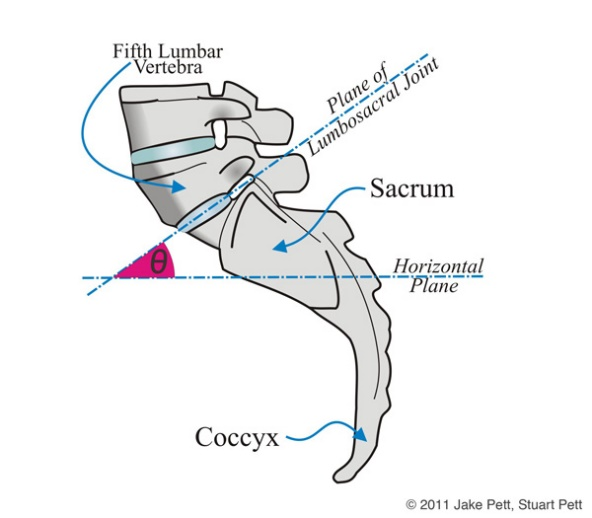 Fifth Lumbar
Vertebra
Plane of
Lumbosacral Joint
Sacrum
θ
Horizontal
Plane
Coccyx
© 2011 Jake Pett, Stuart Pett